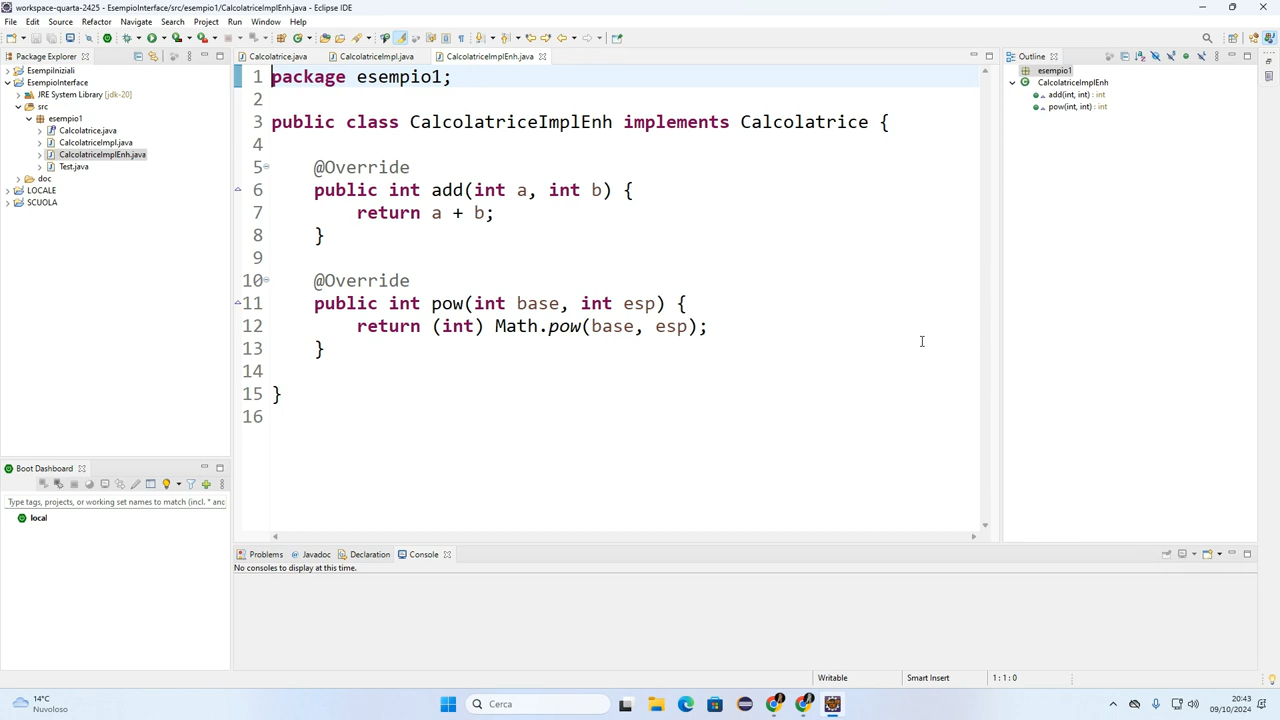 workspace-quarta-2425 - EsempioInterface/src/esempio1/CalcolatriceImplEnh.java - Eclipse IDE
File Edit Source Refactor Navigate Search Project Run Window Help
Package Explorer
EsempiIniziali
EsempioInterface
JRE System Library [jdk-20]
src
esempio1
Calcolatrice.java
CalcolatriceImpl.java
CalcolatriceImplEnh.java
Test.java
doc
LOCALE
SCUOLA
Boot Dashboard
Type tags, projects, or working set names to match (incl. * anc
local
Calcolatrice.java CalcolatriceImpl.java CalcolatriceImplEnh.java
1 package esempio1;
2
3 public class CalcolatriceImplEnh implements Calcolatrice {
4
5 @Override
6 public int add(int a, int b) {
7 return a + b;
8 }
9
10 @Override
11 public int pow(int base, int esp) {
12 return (int) Math.pow(base, esp);
13 }
14
15 }
16
Outline
esempio1
CalcolatriceImplEnh
add(int, int) : int
pow(int, int) : int
Problems Javadoc Declaration Console
No consoles to display at this time.
Writable Smart Insert 1 : 1 : 0
14°C
Nuvoloso
Cerca
20:43
09/10/2024